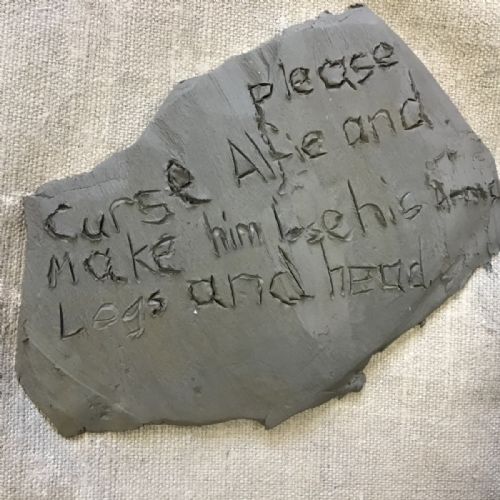 please
Curse Alfie and
Make him lose his
Legs and head